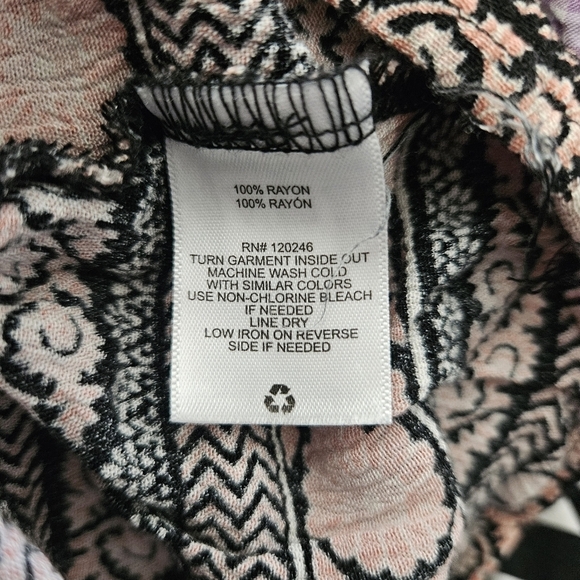 100% RAYON
100% RAYÓN
RN# 120246
TURN GARMENT INSIDE OUT
MACHINE WASH COLD
WITH SIMILAR COLORS
USE NON-CHLORINE BLEACH
IF NEEDED
LINE DRY
LOW IRON ON REVERSE
SIDE IF NEEDED